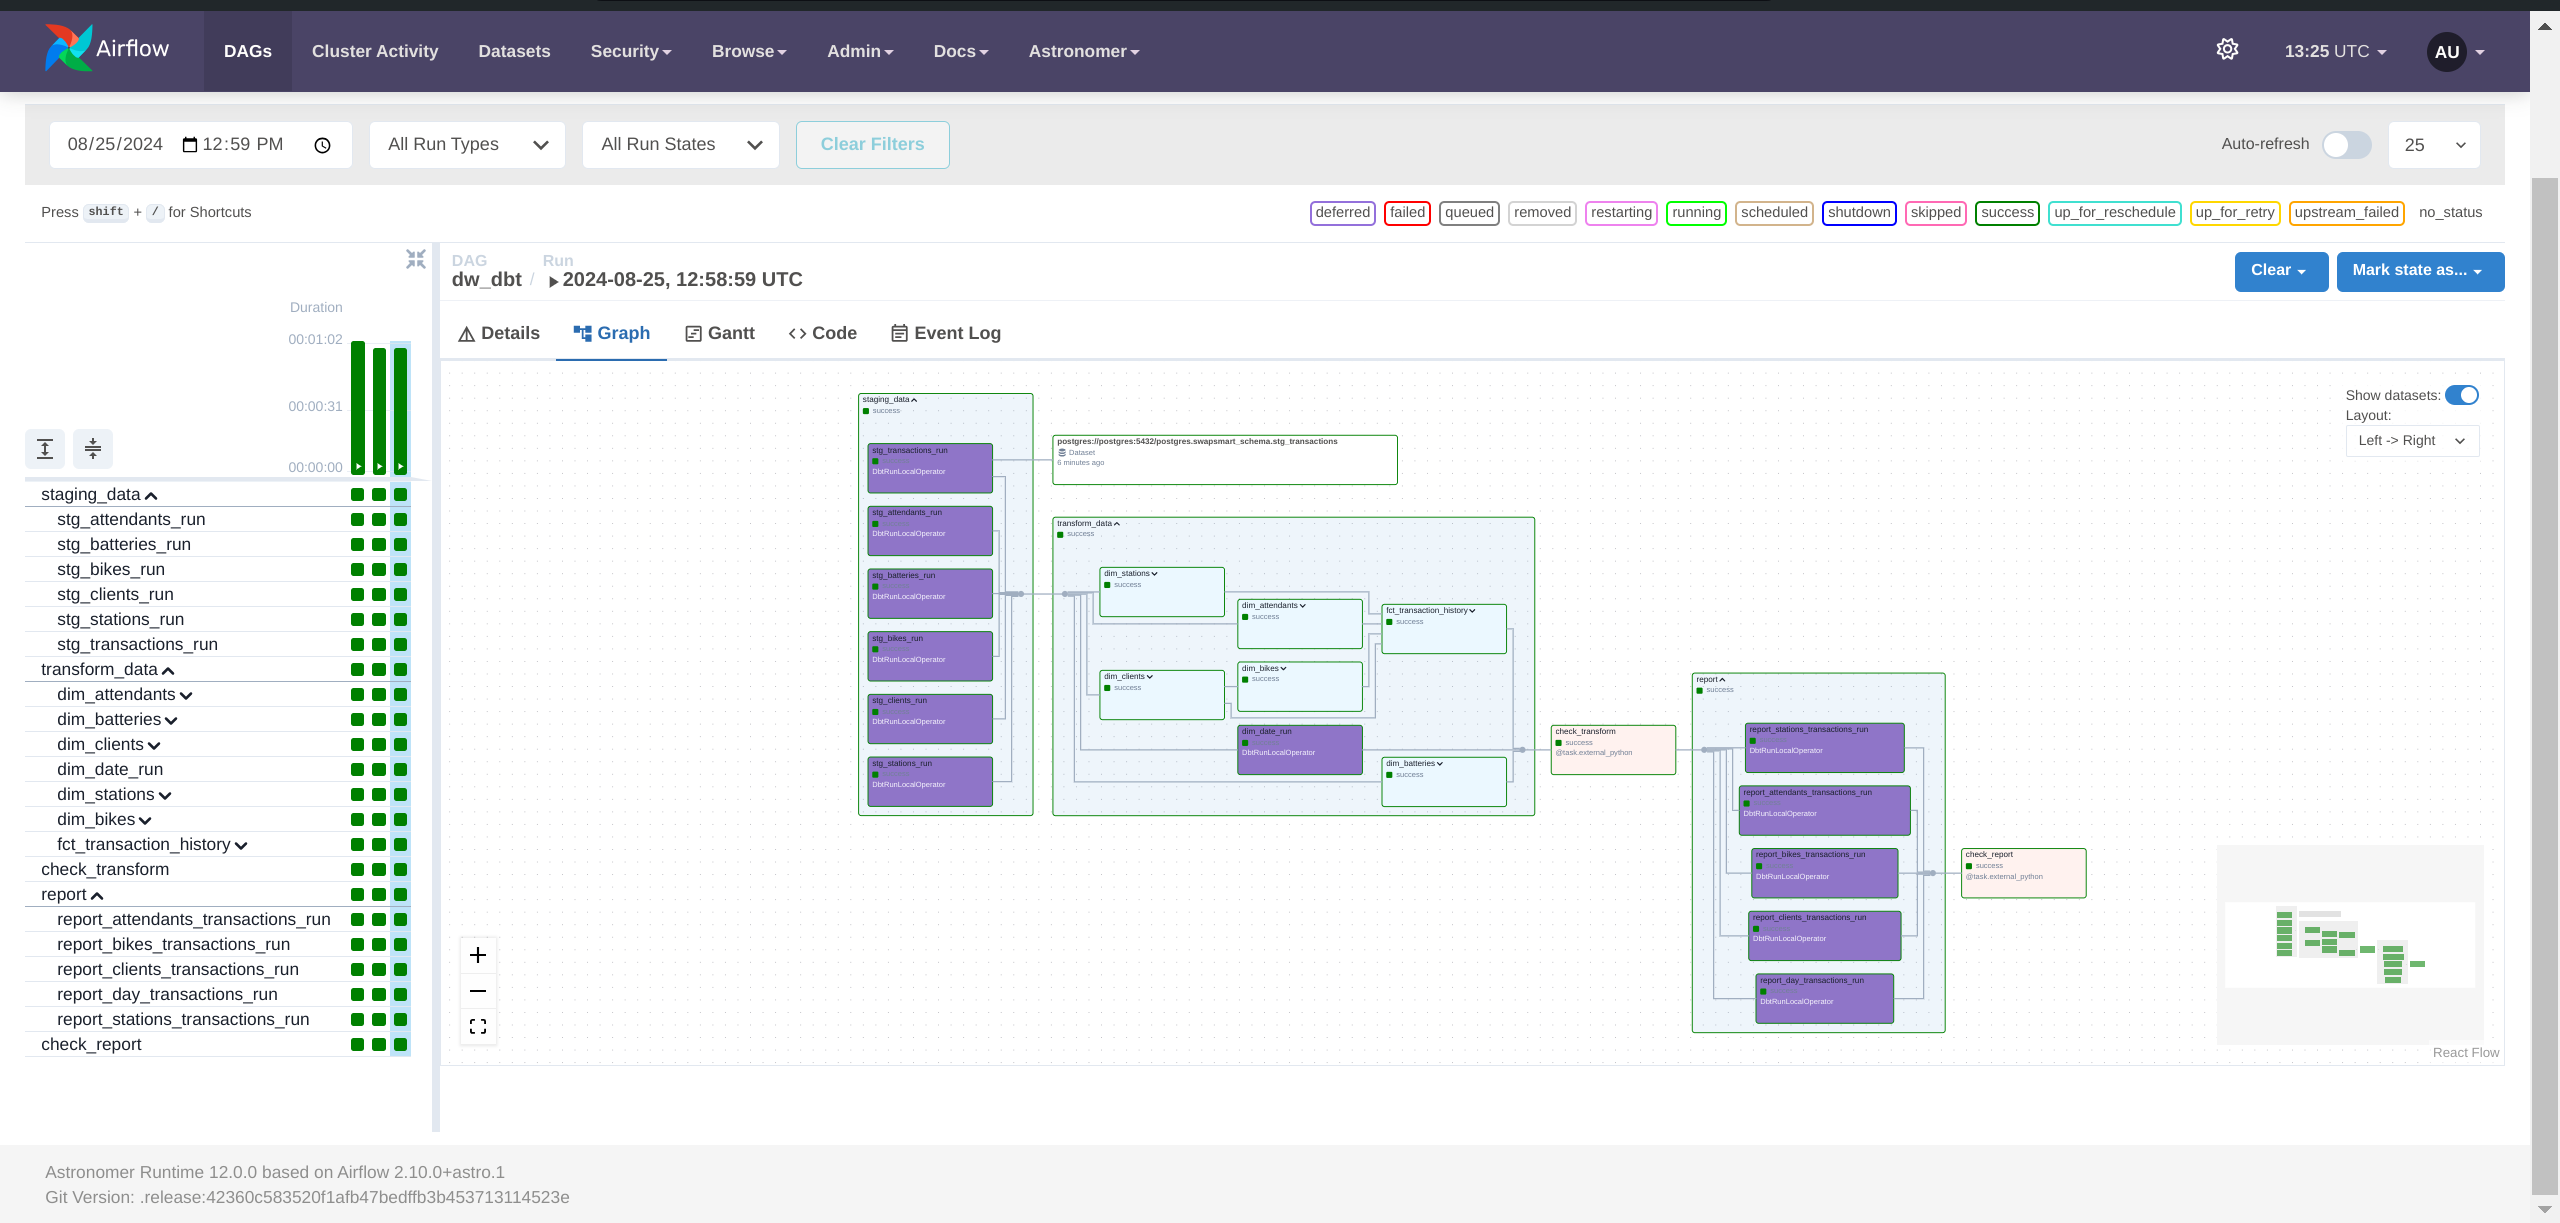 Airflow
DAGs
Cluster Activity
Datasets
Security
Browse
Admin
Docs
Astronomer
13:25 UTC
AU
08/25/2024 12:59 PM
All Run Types
All Run States
Clear Filters
Auto-refresh
25
Press shift + / for Shortcuts
deferred
failed
queued
removed
restarting
running
scheduled
shutdown
skipped
success
up_for_reschedule
up_for_retry
upstream_failed
no_status
DAG
dw_dbt /
Run
2024-08-25, 12:58:59 UTC
Clear
Mark state as...
Details
Graph
Gantt
Code
Event Log
Duration
00:01:02
00:00:31
00:00:00
staging_data
stg_attendants_run
stg_batteries_run
stg_bikes_run
stg_clients_run
stg_stations_run
stg_transactions_run
transform_data
dim_attendants
dim_batteries
dim_clients
dim_date_run
dim_stations
dim_bikes
fct_transaction_history
check_transform
report
report_attendants_transactions_run
report_bikes_transactions_run
report_clients_transactions_run
report_day_transactions_run
report_stations_transactions_run
check_report
Show datasets:
Layout:
Left -> Right
staging_data
success
stg_transactions_run
DbtRunLocalOperator
stg_attendants_run
DbtRunLocalOperator
stg_batteries_run
DbtRunLocalOperator
stg_bikes_run
DbtRunLocalOperator
stg_clients_run
DbtRunLocalOperator
stg_stations_run
DbtRunLocalOperator
postgres://postgres:5432/postgres.swapsmart_schema.stg_transactions
Dataset
6 minutes ago
transform_data
success
dim_stations
success
dim_attendants
success
fct_transaction_history
success
dim_clients
success
dim_bikes
success
dim_date_run
DbtRunLocalOperator
dim_batteries
success
check_transform
success
@task.external_python
report
success
report_stations_transactions_run
DbtRunLocalOperator
report_attendants_transactions_run
DbtRunLocalOperator
report_bikes_transactions_run
DbtRunLocalOperator
report_clients_transactions_run
DbtRunLocalOperator
report_day_transactions_run
DbtRunLocalOperator
check_report
success
@task.external_python
React Flow
Astronomer Runtime 12.0.0 based on Airflow 2.10.0+astro.1
Git Version: .release:42360c583520f1afb47bedffb3b453713114523e